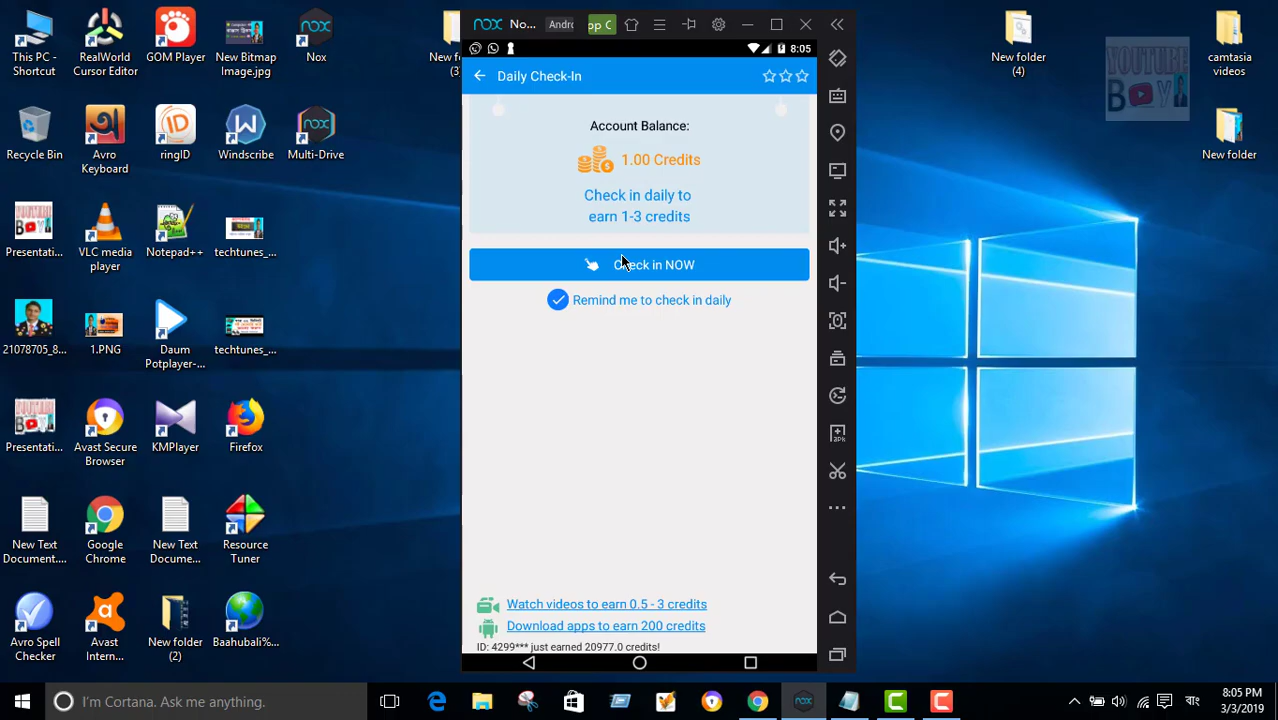 This PC - Shortcut
RealWorld Cursor Editor
GOM Player
New Bitmap Image.jpg
Nox
Recycle Bin
Avro Keyboard
ringID
Windscribe
Multi-Drive
Presentati...
VLC media player
Notepad++
techtunes_...
21078705_8...
1.PNG
Daum Potplayer-...
techtunes_...
Presentati...
Avast Secure Browser
KMPlayer
Firefox
New Text Document....
Google Chrome
New Text Docume...
Resource Tuner
Avro Spell Checker
Avast Intern...
New folder (2)
Baahubali%...
nox No... Andro op C
8:05
Daily Check-In
Account Balance:
1.00 Credits
Check in daily to
earn 1-3 credits
Check in NOW
Remind me to check in daily
Watch videos to earn 0.5 - 3 credits
Download apps to earn 200 credits
ID: 4299*** just earned 20977.0 credits!
New folder (4)
YOUTUBE BOY
camtasia videos
New folder
I'm Cortana. Ask me anything.
বাং
8:05 PM
3/3/2019